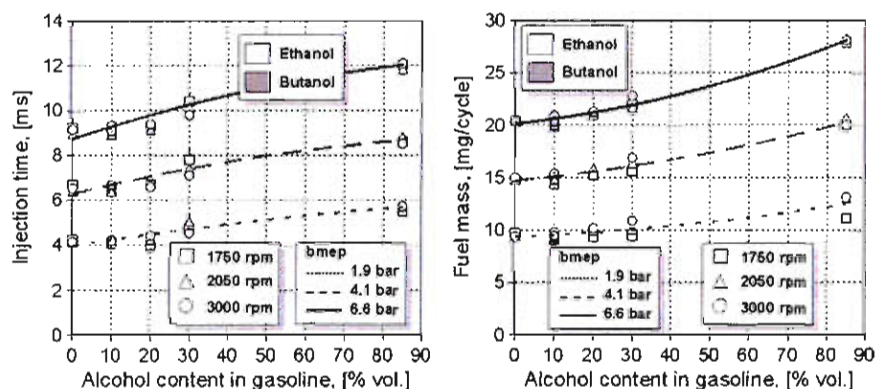 14
12
10
8
6
4
2
0
Injection time, [ms]
Ethanol
Butanol
1750 rpm
2050 rpm
3000 rpm
bmep
1.9 bar
4.1 bar
6.6 bar
0 10 20 30 40 50 60 70 80 90
Alcohol content in gasoline, [% vol.]
30
25
20
15
10
5
0
Fuel mass, [mg/cycle]
Ethanol
Butanol
bmep
1.9 bar
4.1 bar
6.6 bar
1750 rpm
2050 rpm
3000 rpm
0 10 20 30 40 50 60 70 80 90
Alcohol content in gasoline, [% vol.]